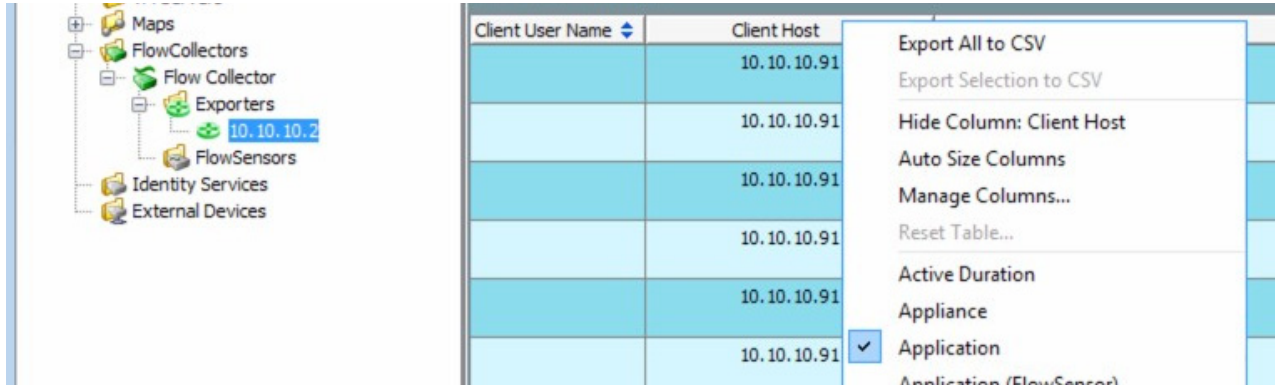 Maps
FlowCollectors
Flow Collector
Exporters
10.10.10.2
FlowSensors
Identity Services
External Devices
Client User Name Client Host
10.10.10.91
10.10.10.91
10.10.10.91
10.10.10.91
10.10.10.91
10.10.10.91
Export All to CSV
Export Selection to CSV
Hide Column: Client Host
Auto Size Columns
Manage Columns...
Reset Table...
Active Duration
Appliance
Application
Application (FlowSensor)